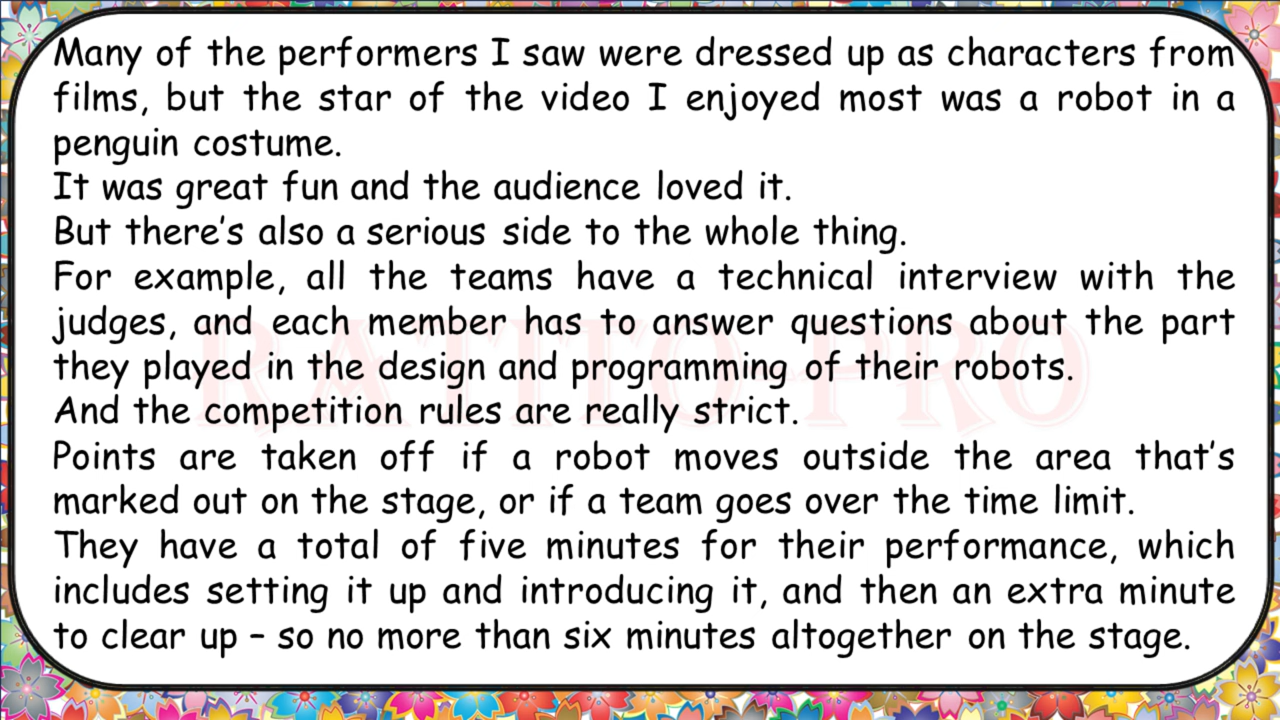 Many of the performers I saw were dressed up as characters from
films, but the star of the video I enjoyed most was a robot in a
penguin costume.
It was great fun and the audience loved it.
But there's also a serious side to the whole thing.
For example, all the teams have a technical interview with the
judges, and each member has to answer questions about the part
they played in the design and programming of their robots.
And the competition rules are really strict.
Points are taken off if a robot moves outside the area that's
marked out on the stage, or if a team goes over the time limit.
They have a total of five minutes for their performance, which
includes setting it up and introducing it, and then an extra minute
to clear up – so no more than six minutes altogether on the stage.
RATITO PRO